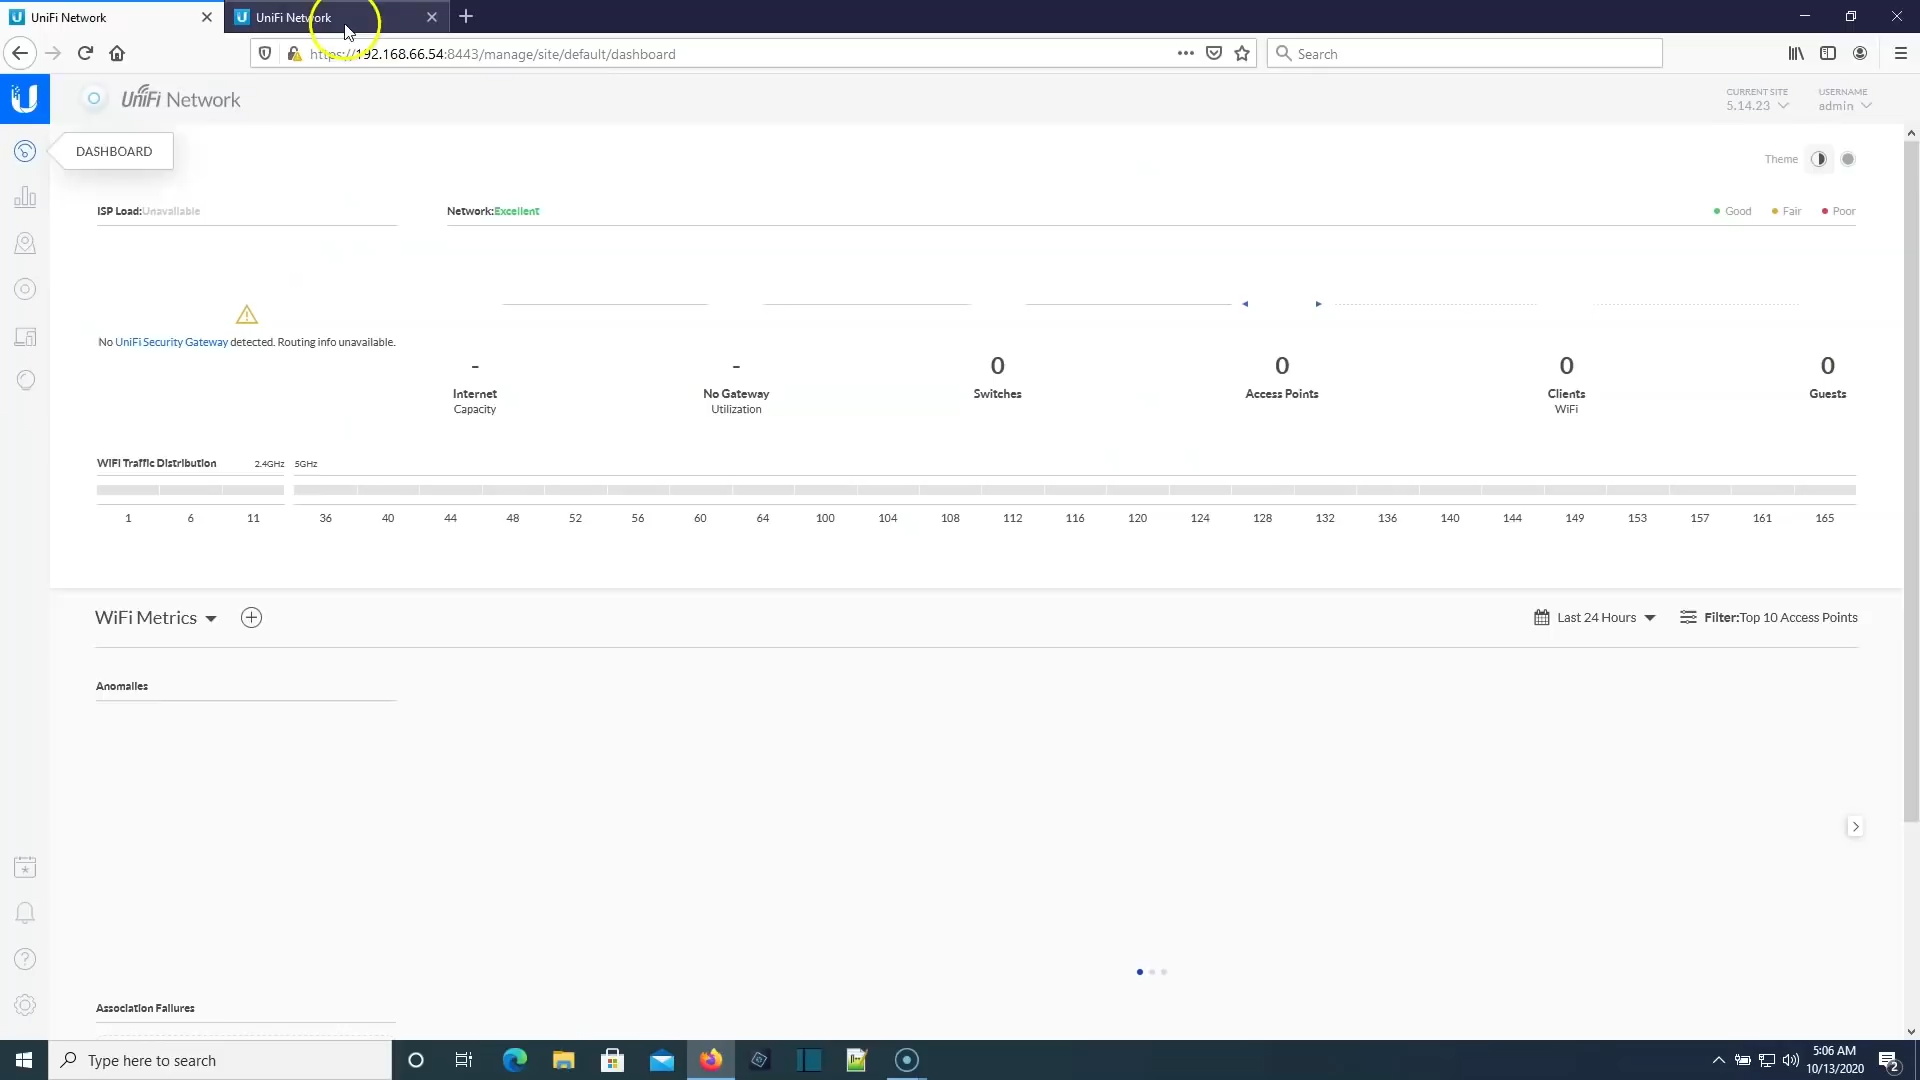 UniFi Network
UniFi Network
https://192.168.66.54:8443/manage/site/default/dashboard
Search
UniFi Network
CURRENT SITE
5.14.23
USERNAME
admin
DASHBOARD
Theme
ISP Load:Unavailable
Network:Excellent
Good
Fair
Poor
No UniFi Security Gateway detected. Routing info unavailable.
-
Internet
Capacity
-
No Gateway
Utilization
0
Switches
0
Access Points
0
Clients
WiFi
0
Guests
WiFi Traffic Distribution
2.4GHz
5GHz
1 6 11 36 40 44 48 52 56 60 64 100 104 108 112 116 120 124 128 132 136 140 144 149 153 157 161 165
WiFi Metrics
Last 24 Hours
Filter:Top 10 Access Points
Anomalies
Association Failures
Type here to search
5:06 AM
10/13/2020
2